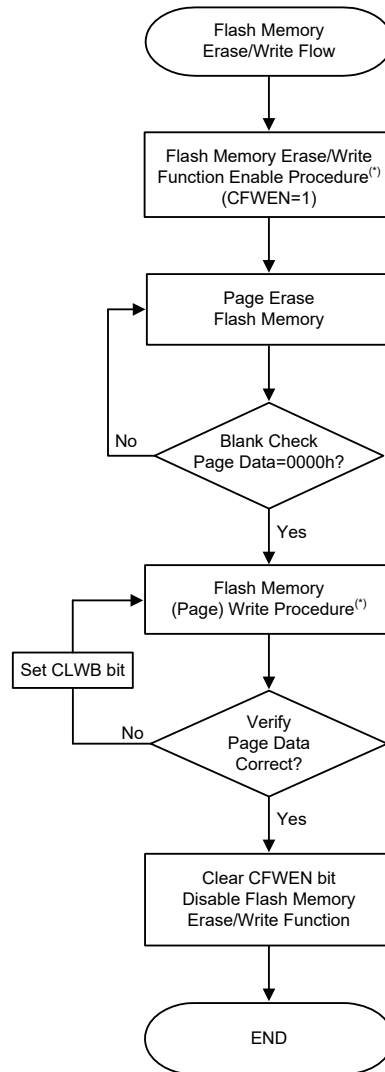 Flash Memory
Erase/Write Flow
Flash Memory Erase/Write
Function Enable Procedure(*)
(CFWEN=1)
Page Erase
Flash Memory
No
Blank Check
Page Data=0000h?
Yes
Flash Memory
(Page) Write Procedure(*)
Set CLWB bit
No
Verify
Page Data
Correct?
Yes
Clear CFWEN bit
Disable Flash Memory
Erase/Write Function
END